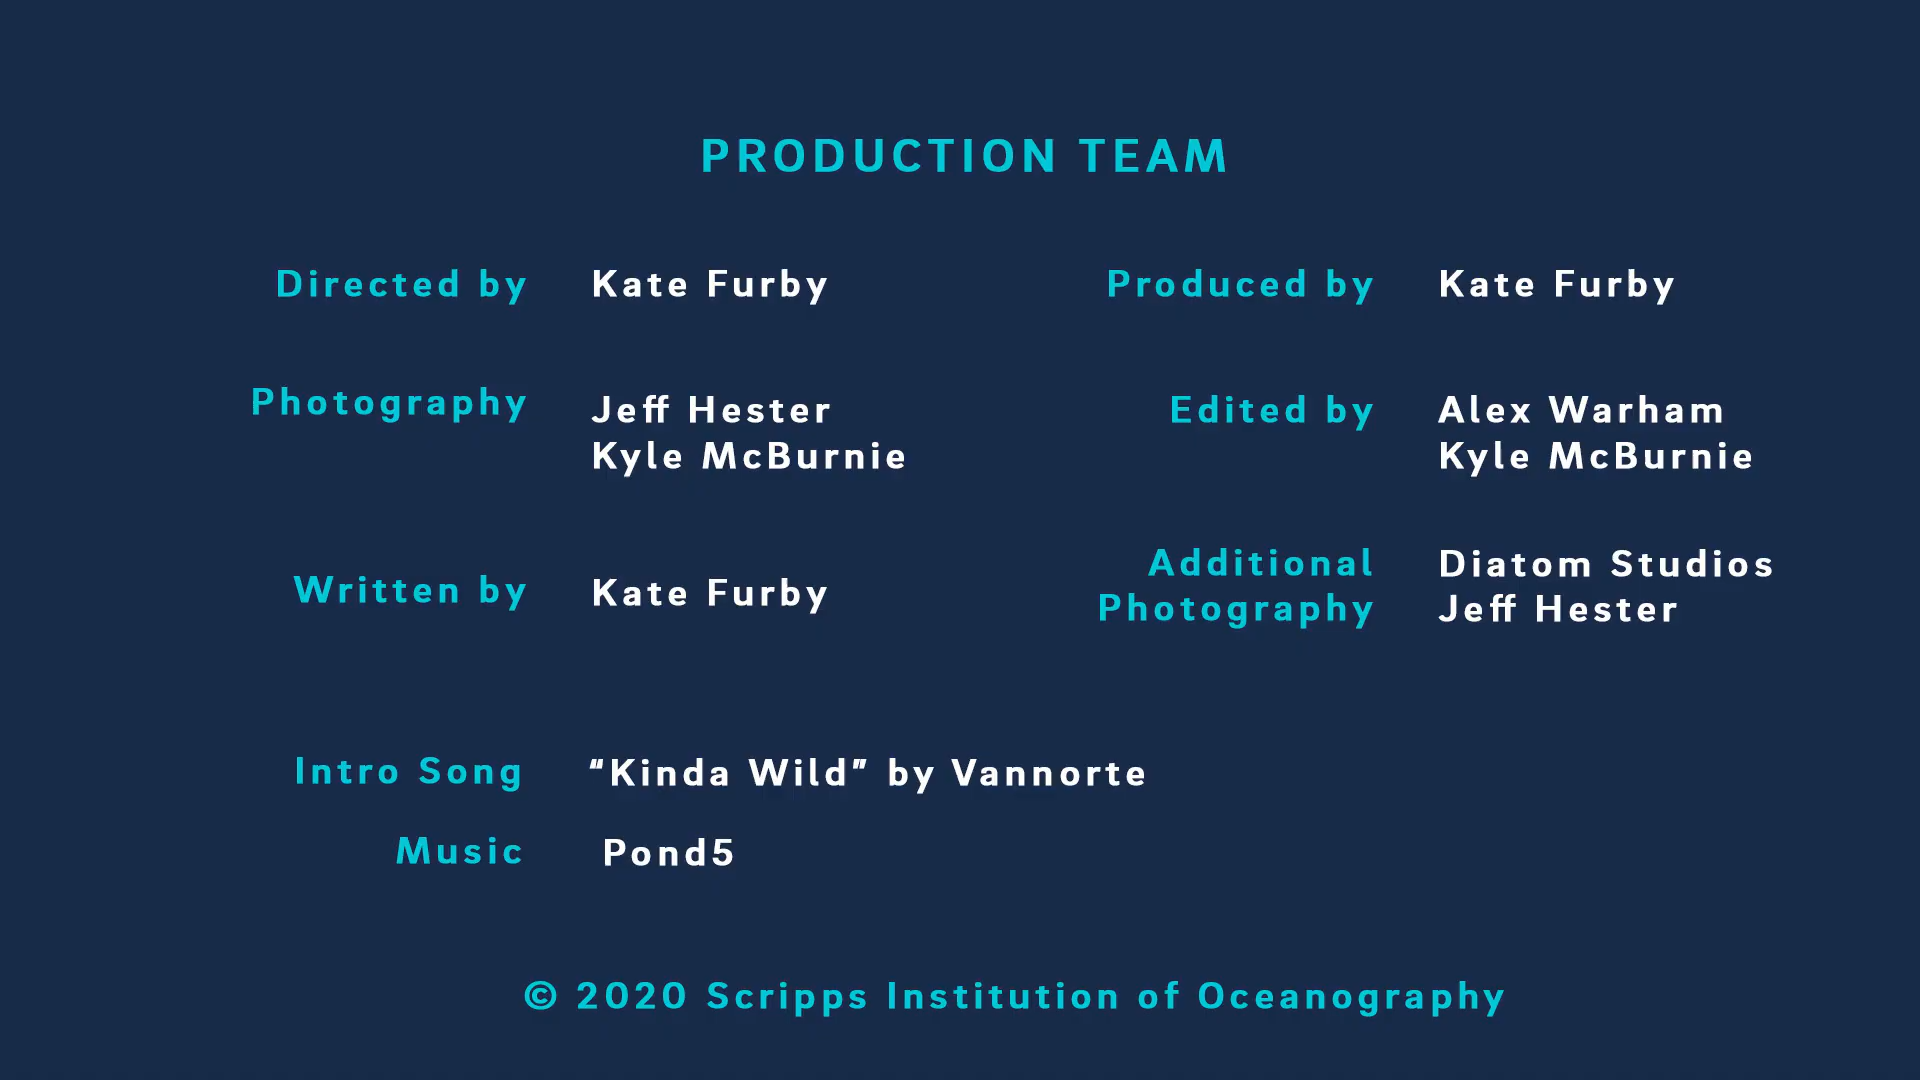 PRODUCTION TEAM
Directed by Kate Furby
Produced by Kate Furby
Photography Jeff Hester
Kyle McBurnie
Edited by Alex Warham
Kyle McBurnie
Written by Kate Furby
Additional Photography Diatom Studios
Jeff Hester
Intro Song “Kinda Wild” by Vannorte
Music Pond5
© 2020 Scripps Institution of Oceanography